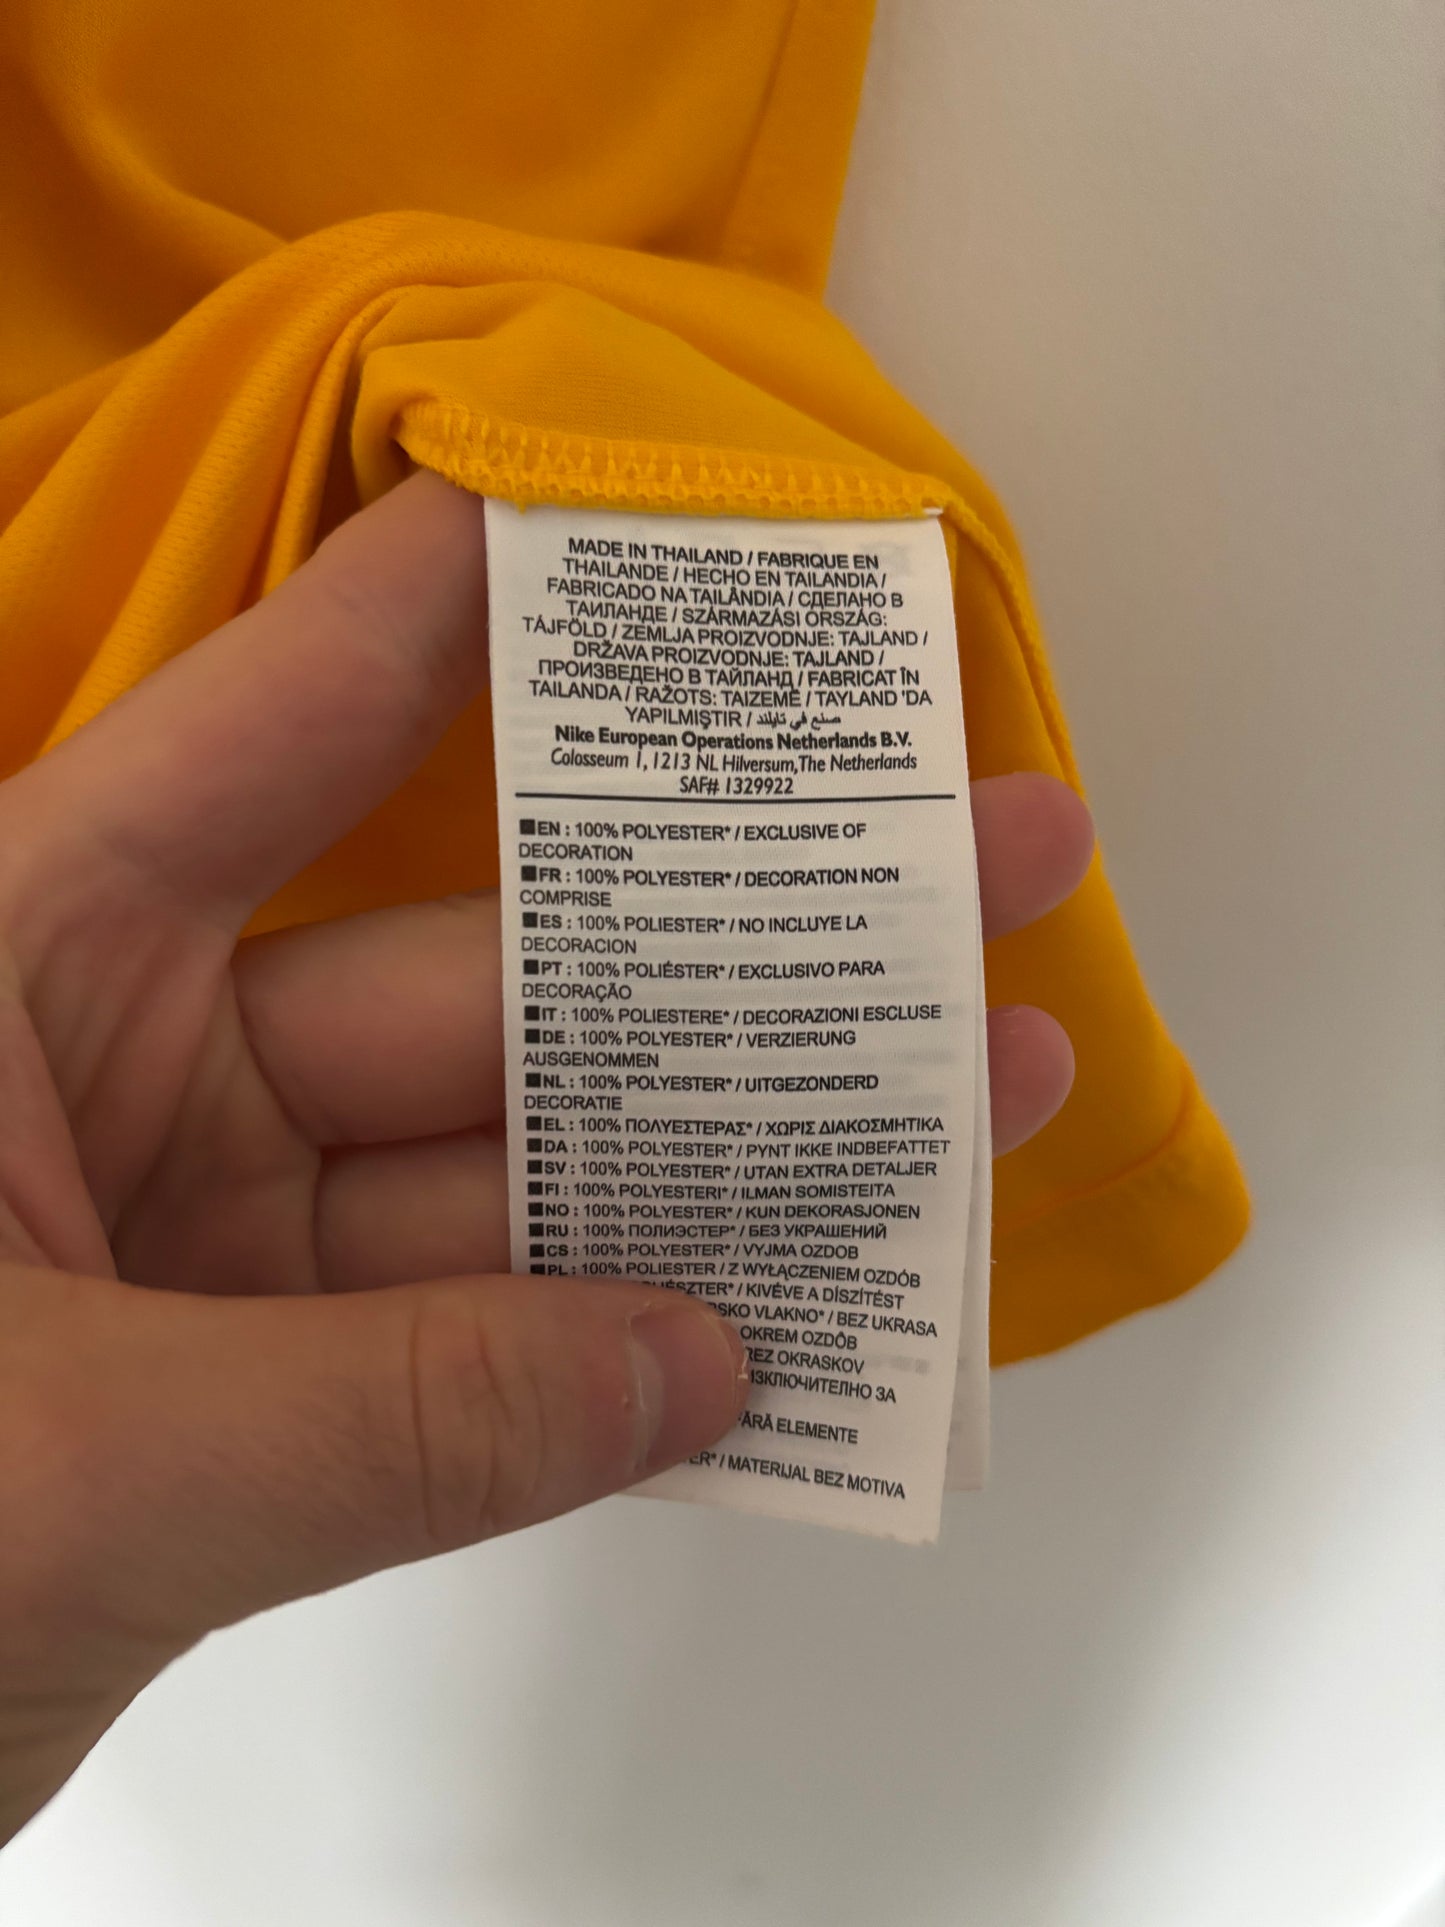 MADE IN THAILAND / FABRIQUE EN
THAILANDE / HECHO EN TAILANDIA /
FABRICADO NA TAILÂNDIA / СДЕЛАНО В
ТАИЛАНДЕ / SZÁRMAZÁSI ORSZÁG:
TÁJFÖLD / ZEMLJA PROIZVODNJE: TAJLAND /
DRŽAVA PROIZVODNJE: TAJLAND /
ПРОИЗВЕДЕНО В ТАЙЛАНД / FABRICAT ÎN
TAILANDA / RAŽOTS: TAIZEMĒ / TAYLAND 'DA
YAPILMIŞTIR / صنع في تايلند
Nike European Operations Netherlands B.V.
Colosseum 1, 1213 NL Hilversum, The Netherlands
SAF# 1329922
EN : 100% POLYESTER* / EXCLUSIVE OF
DECORATION
FR : 100% POLYESTER* / DECORATION NON
COMPRISE
ES : 100% POLIESTER* / NO INCLUYE LA
DECORACION
PT : 100% POLIÉSTER* / EXCLUSIVO PARA
DECORAÇÃO
IT : 100% POLIESTERE* / DECORAZIONI ESCLUSE
DE : 100% POLYESTER* / VERZIERUNG
AUSGENOMMEN
NL : 100% POLYESTER* / UITGEZONDERD
DECORATIE
EL : 100% ΠΟΛΥΕΣΤΕΡΑΣ* / ΧΩΡΙΣ ΔΙΑΚΟΣΜΗΤΙΚΑ
DA : 100% POLYESTER* / PYNT IKKE INDBEFATTET
SV : 100% POLYESTER* / UTAN EXTRA DETALJER
FI : 100% POLYESTERI* / ILMAN SOMISTEITA
NO : 100% POLYESTER* / KUN DEKORASJONEN
RU : 100% ПОЛИЭСТЕР* / БЕЗ УКРАШЕНИЙ
CS : 100% POLYESTER* / VYJMA OZDOB
PL : 100% POLIESTER / Z WYŁĄCZENIEM OZDÓB
/ KIVÉVE A DÍSZÍTÉST
VLAKNO* / BEZ UKRASA
OKREM OZDÔB
OKRASKOV
ИЗКЛЮЧИТЕЛНО ЗА
FĂRĂ ELEMENTE
/ MATERIJAL BEZ MOTIVA